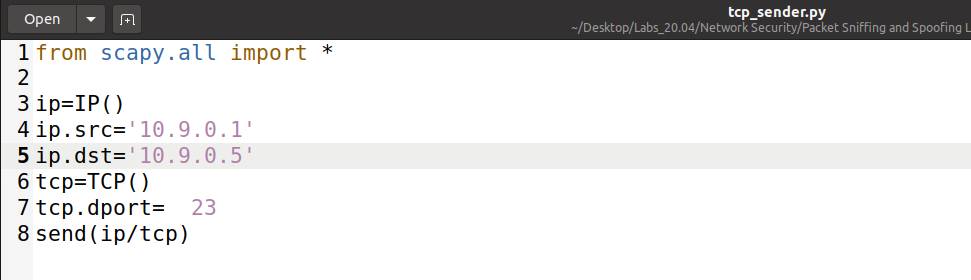 Open
tcp_sender.py
~/Desktop/Labs_20.04/Network Security/Packet Sniffing and Spoofing L
1 from scapy.all import *
2
3 ip=IP()
4 ip.src='10.9.0.1'
5 ip.dst='10.9.0.5'
6 tcp=TCP()
7 tcp.dport=  23
8 send(ip/tcp)